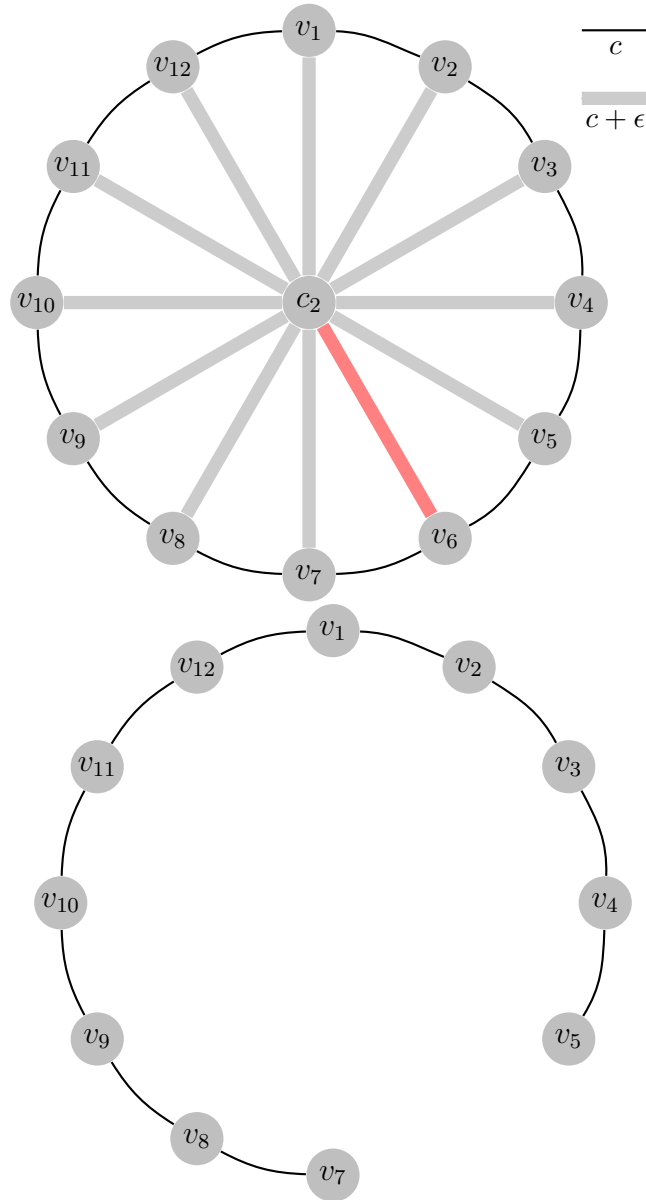 v₁
v₁₂ v₂ c
c + ϵ
v₁₁ v₃
v₁₀ c₂ v₄
v₉ v₅
v₈ v₆
v₇
v₁
v₁₂ v₂
v₁₁ v₃
v₁₀ v₄
v₉ v₅
v₈
v₇